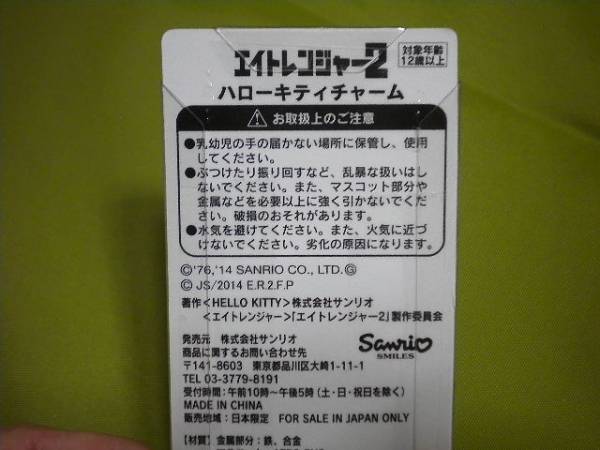 エイトレンジャー2
対象年齢
12歳以上
ハローキティチャーム
お取扱上のご注意
●乳幼児の手の届かない場所に保管し、使用
してください。
●ぶつけたり振り回すなど、乱暴な扱いはし
ないでください。また、マスコット部分や
金属などを必要以上に強く引かないでくだ
さい。破損のおそれがあります。
●水気を避けてください。また、火気に近づ
けないでください。劣化の原因になります。
©'76,'14 SANRIO CO., LTD.Ⓖ
© JS/2014 E.R.2.F.P
著作<HELLO KITTY>株式会社サンリオ
<エイトレンジャー>「エイトレンジャー2」製作委員会
発売元 株式会社サンリオ
商品に関するお問い合わせ先
〒141-8603 東京都品川区大崎1-11-1
TEL 03-3779-8191
受付時間:午前10時～午後5時(土・日・祝日を除く)
MADE IN CHINA
販売地域:日本限定 FOR SALE IN JAPAN ONLY
Sanrio
SMILES
【材質】 金属部分:鉄、合金